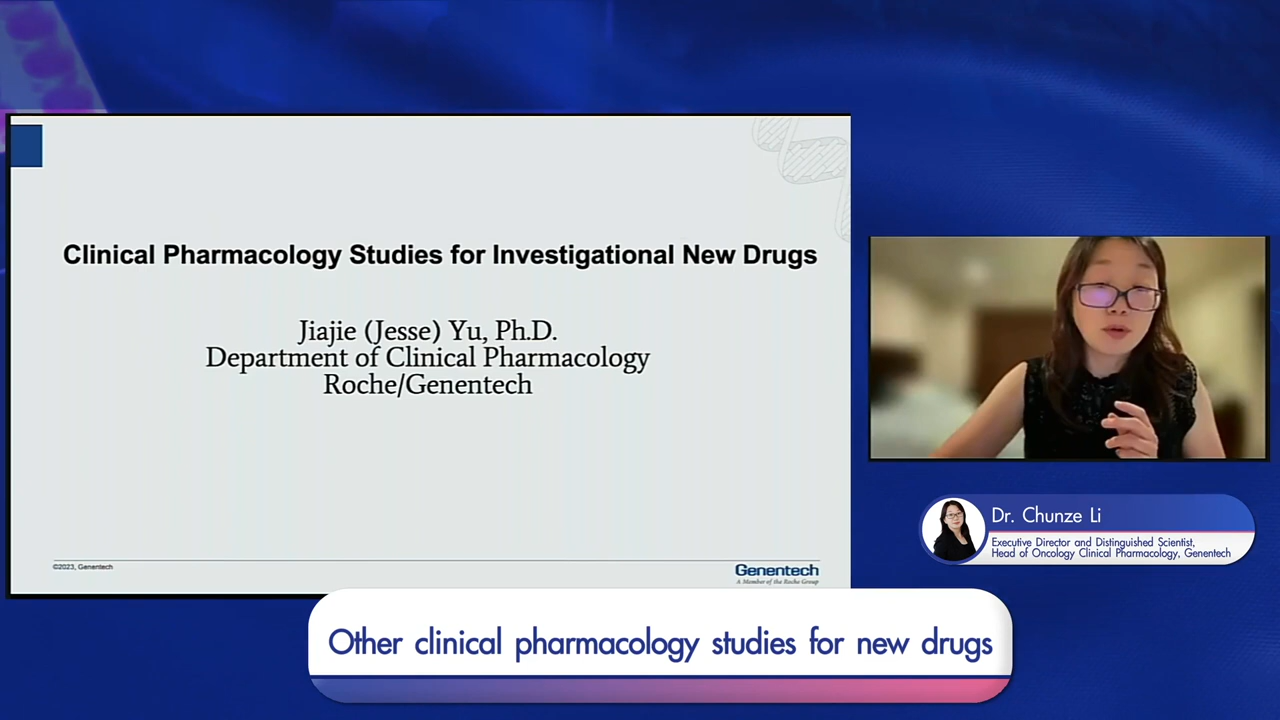 Clinical Pharmacology Studies for Investigational New Drugs
Jiajie (Jesse) Yu, Ph.D.
Department of Clinical Pharmacology
Roche/Genentech
©2023, Genentech
Genentech
A Member of the Roche Group
Dr. Chunze Li
Executive Director and Distinguished Scientist,
Head of Oncology Clinical Pharmacology, Genentech
Other clinical pharmacology studies for new drugs